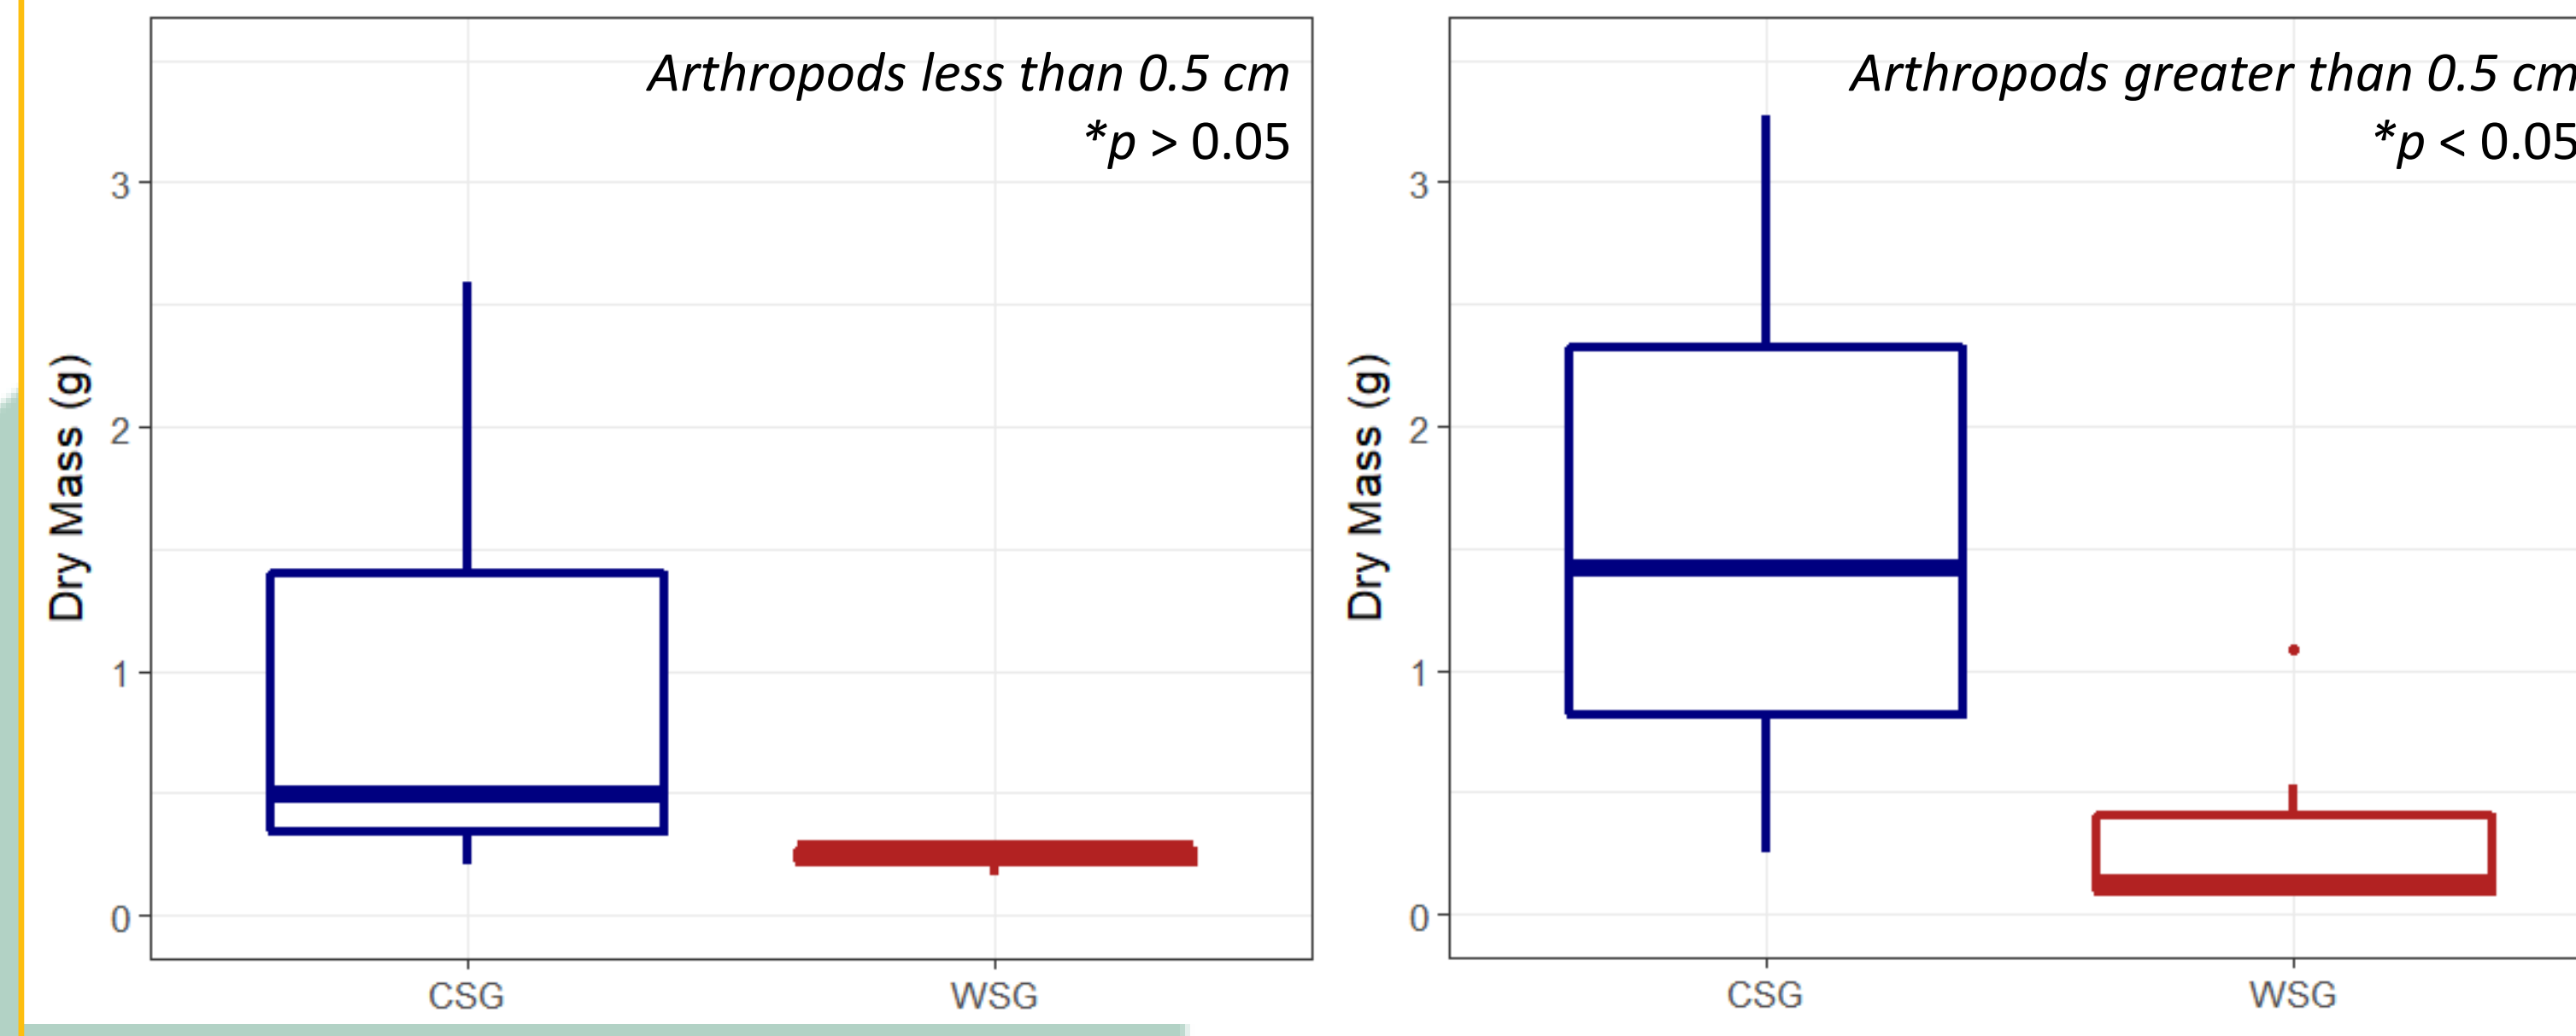 Arthropods less than 0.5 cm
*p > 0.05
Dry Mass (g)
3
2
1
0
CSG
WSG
Arthropods greater than 0.5 cm
*p < 0.05
Dry Mass (g)
3
2
1
0
CSG
WSG